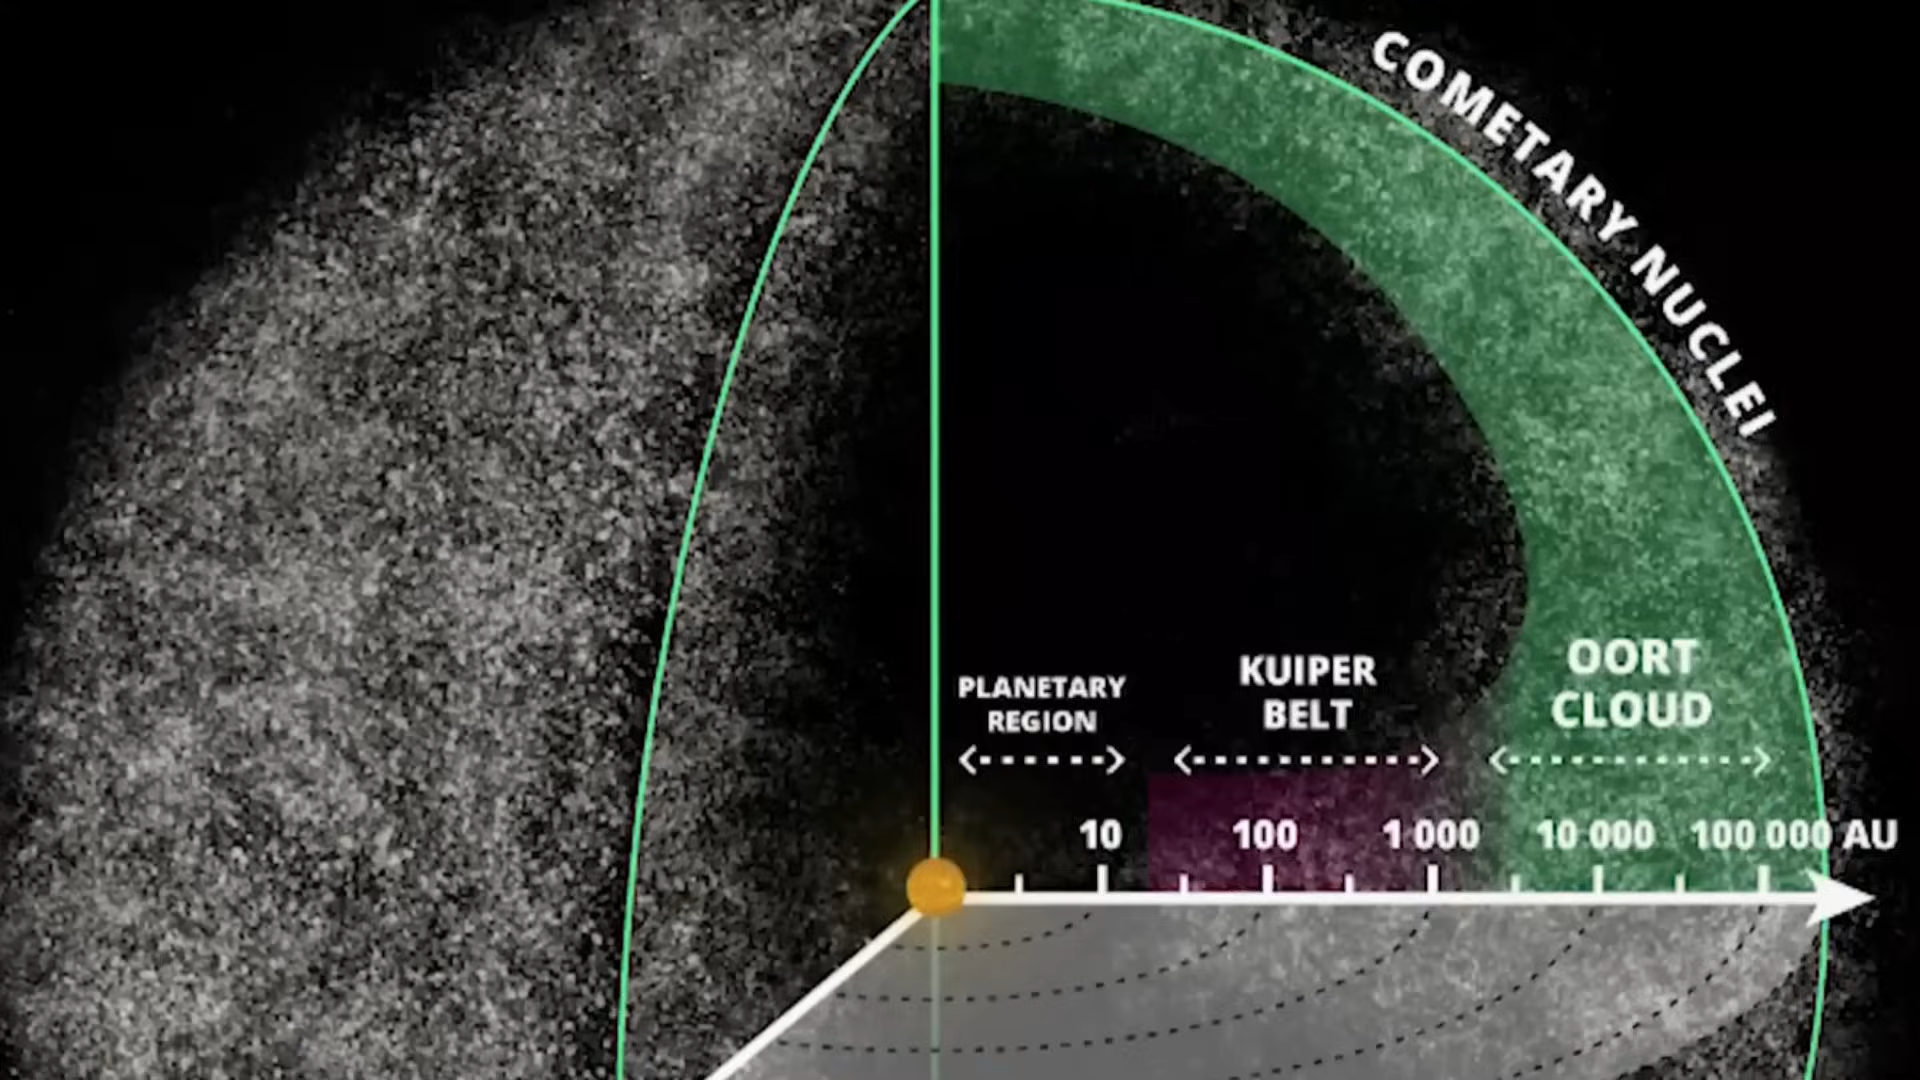 COMETARY NUCLEI
PLANETARY
REGION
KUIPER
BELT
OORT
CLOUD
10 100 1 000 10 000 100 000 AU